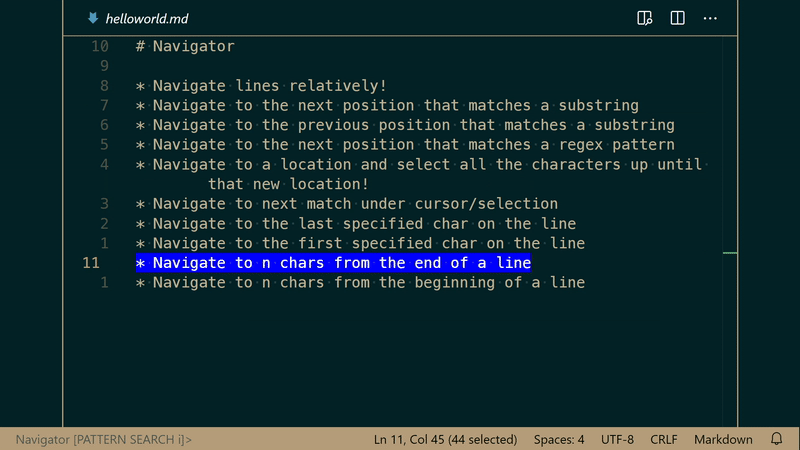 helloworld.md
10 # Navigator
9
8 * Navigate lines relatively!
7 * Navigate to the next position that matches a substring
6 * Navigate to the previous position that matches a substring
5 * Navigate to the next position that matches a regex pattern
4 * Navigate to a location and select all the characters up until
that new location!
3 * Navigate to next match under cursor/selection
2 * Navigate to the last specified char on the line
1 * Navigate to the first specified char on the line
11 * Navigate to n chars from the end of a line
1 * Navigate to n chars from the beginning of a line
Navigator [PATTERN SEARCH i]> Ln 11, Col 45 (44 selected) Spaces: 4 UTF-8 CRLF Markdown